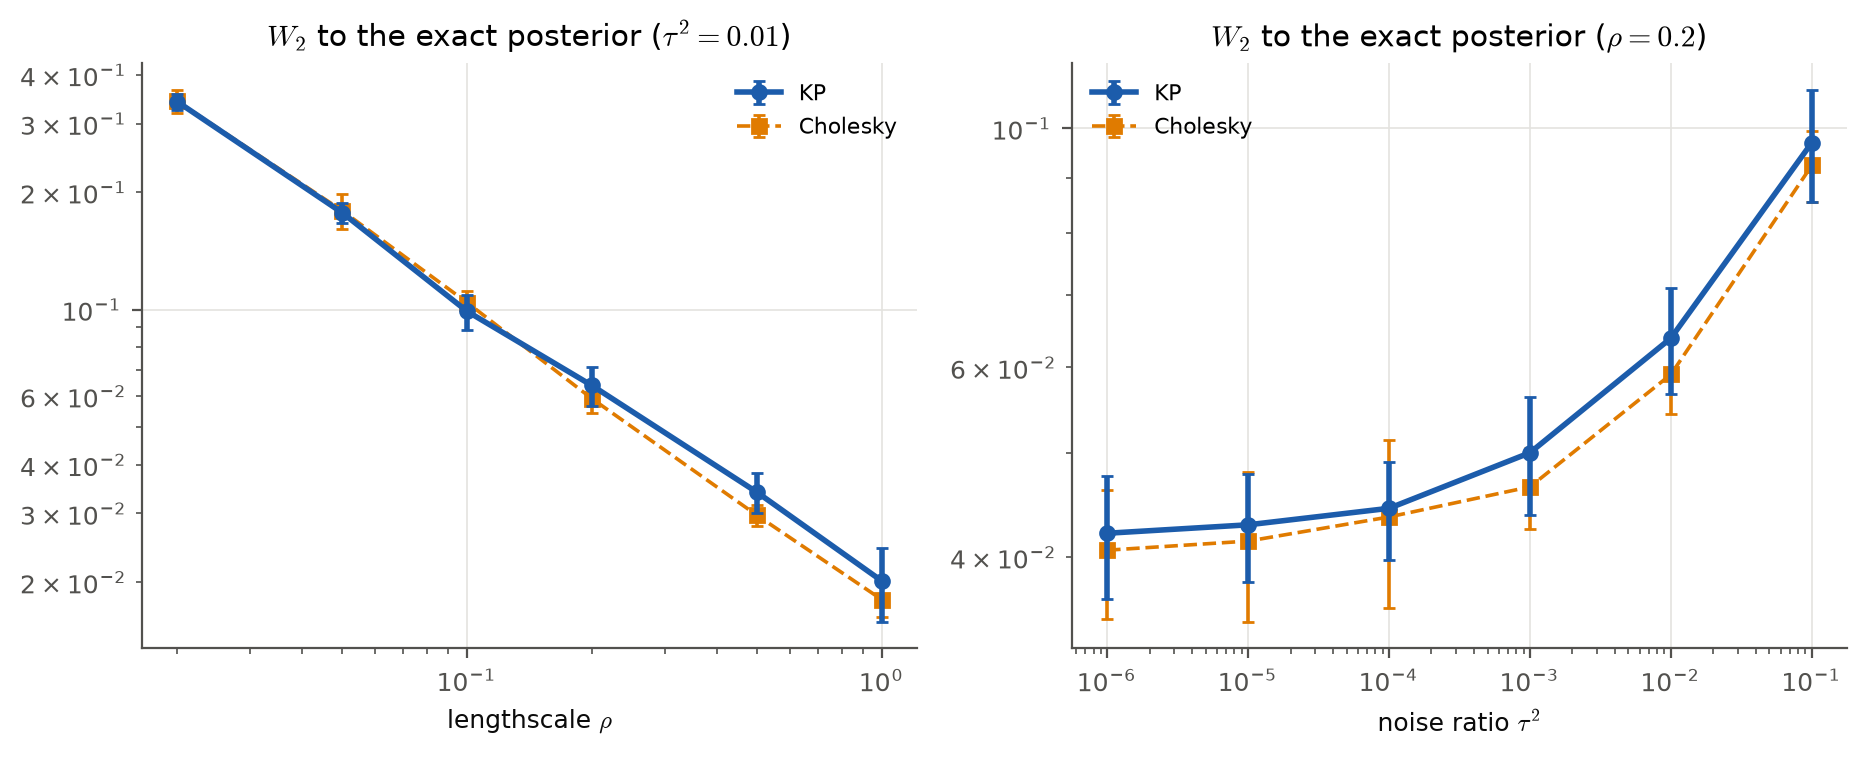 W₂ to the exact posterior (τ² = 0.01)
4 × 10⁻¹
3 × 10⁻¹
2 × 10⁻¹
10⁻¹
6 × 10⁻²
4 × 10⁻²
3 × 10⁻²
2 × 10⁻²
KP
Cholesky
10⁻¹
10⁰
lengthscale ρ
W₂ to the exact posterior (ρ = 0.2)
10⁻¹
6 × 10⁻²
4 × 10⁻²
KP
Cholesky
10⁻⁶
10⁻⁵
10⁻⁴
10⁻³
10⁻²
10⁻¹
noise ratio τ²